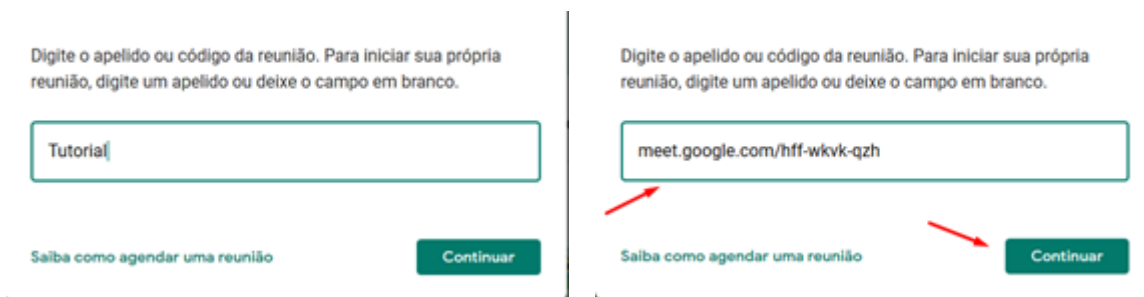 Digite o apelido ou código da reunião. Para iniciar sua própria
reunião, digite um apelido ou deixe o campo em branco.
Tutorial
Saiba como agendar uma reunião
Continuar
Digite o apelido ou código da reunião. Para iniciar sua própria
reunião, digite um apelido ou deixe o campo em branco.
meet.google.com/hff-wkvk-qzh
Saiba como agendar uma reunião
Continuar